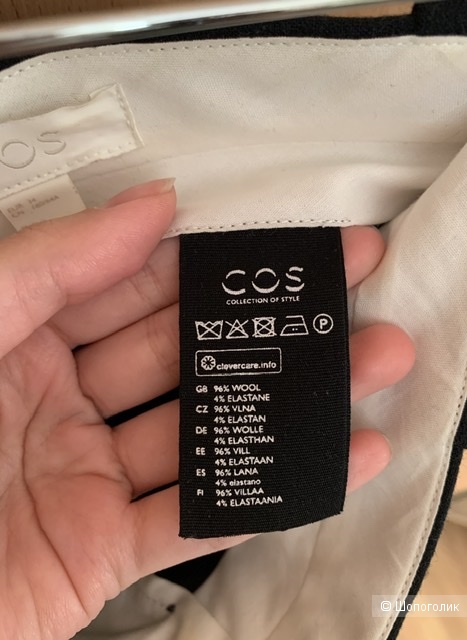 COS
EUR 34
COS
COLLECTION OF STYLE
P
clevercare.info
GB 96% WOOL
4% ELASTANE
CZ 96% VLNA
4% ELASTAN
DE 96% WOLLE
4% ELASTHAN
EE 96% VILL
4% ELASTAAN
ES 96% LANA
4% elastano
FI 96% VILLAA
4% ELASTAANIA
© Шопоголик